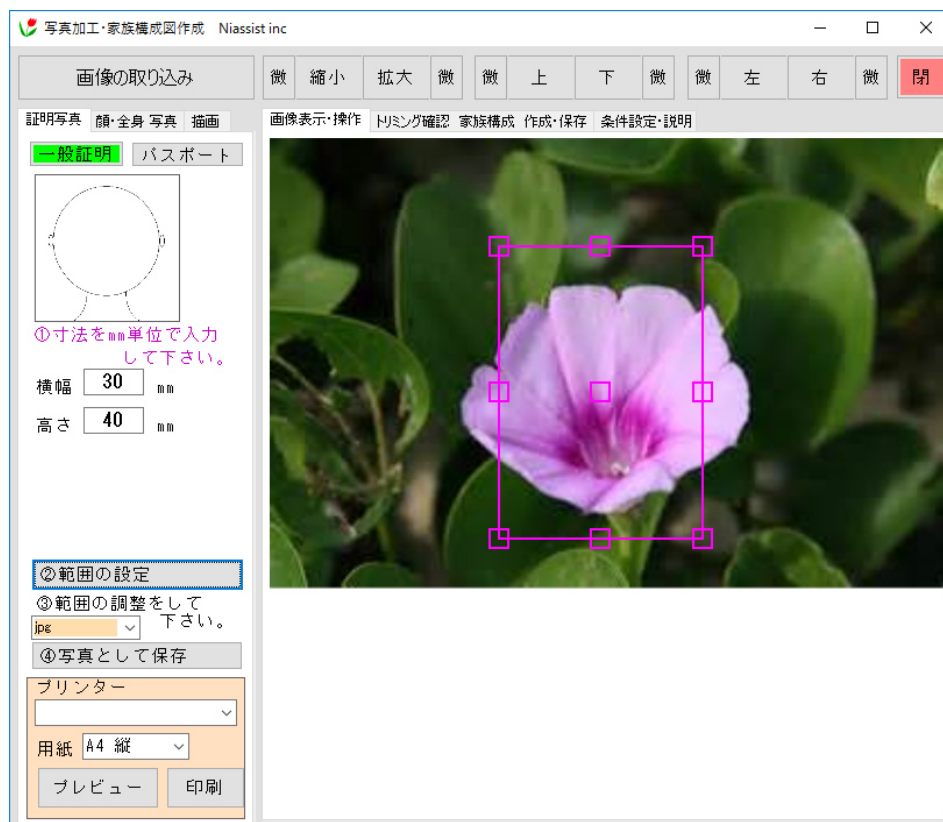 写真加工・家族構成図作成 Niassist inc
画像の取り込み 微 縮小 拡大 微 微 上 下 微 微 左 右 微 閉
証明写真 顔・全身 写真 描画 画像表示・操作 トリミング確認 家族構成 作成・保存 条件設定・説明
一般証明 パスポート
①寸法をmm単位で入力
して下さい。
横幅 30 mm
高さ 40 mm
②範囲の設定
③範囲の調整をして
下さい。
jpg
④写真として保存
プリンター
用紙 A4 縦
プレビュー 印刷